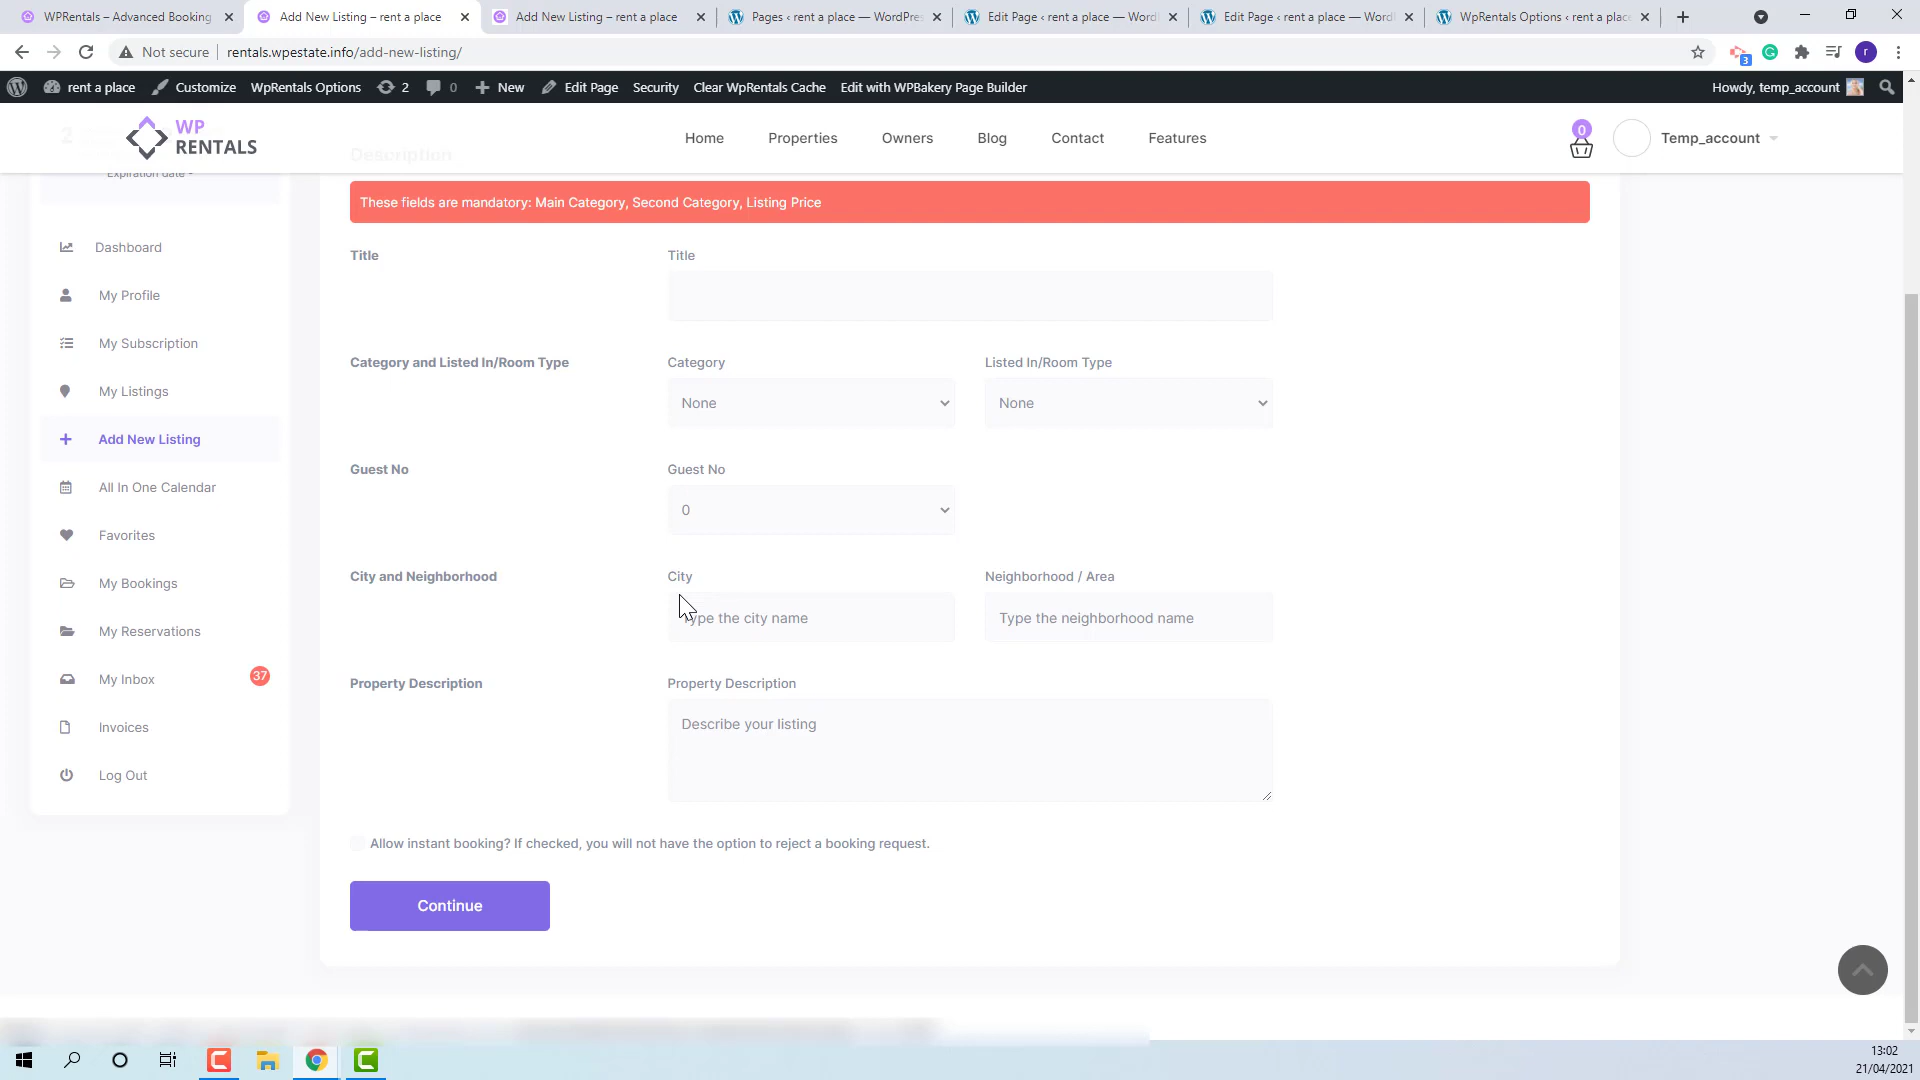 WPRentals – Advanced Booking
Add New Listing – rent a place
Add New Listing – rent a place
Pages ‹ rent a place — WordPre
Edit Page ‹ rent a place — Word
Edit Page ‹ rent a place — Word
WpRentals Options ‹ rent a place
Not secure
rentals.wpestate.info/add-new-listing/
3
r
rent a place
Customize
WpRentals Options
2
0
New
Edit Page
Security
Clear WpRentals Cache
Edit with WPBakery Page Builder
Howdy, temp_account
2
WP
RENTALS
Home
Properties
Owners
Blog
Contact
Features
0
Temp_account
Description
Expiration date -
These fields are mandatory: Main Category, Second Category, Listing Price
Dashboard
My Profile
My Subscription
My Listings
Add New Listing
All In One Calendar
Favorites
My Bookings
My Reservations
My Inbox
37
Invoices
Log Out
Title
Title
Category and Listed In/Room Type
Category
Listed In/Room Type
None
None
Guest No
Guest No
0
City and Neighborhood
City
Neighborhood / Area
Type the city name
Type the neighborhood name
Property Description
Property Description
Describe your listing
Allow instant booking? If checked, you will not have the option to reject a booking request.
Continue
13:02
21/04/2021